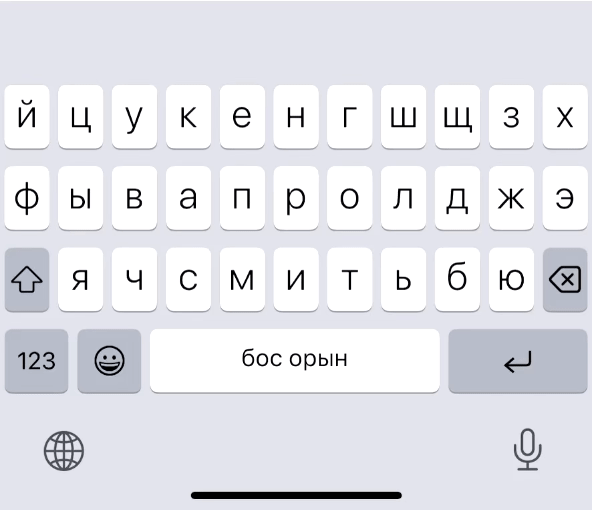 й ц у к е н г ш щ з х
ф ы в а п р о л д ж э
я ч с м и т ь б ю
123 бос орын